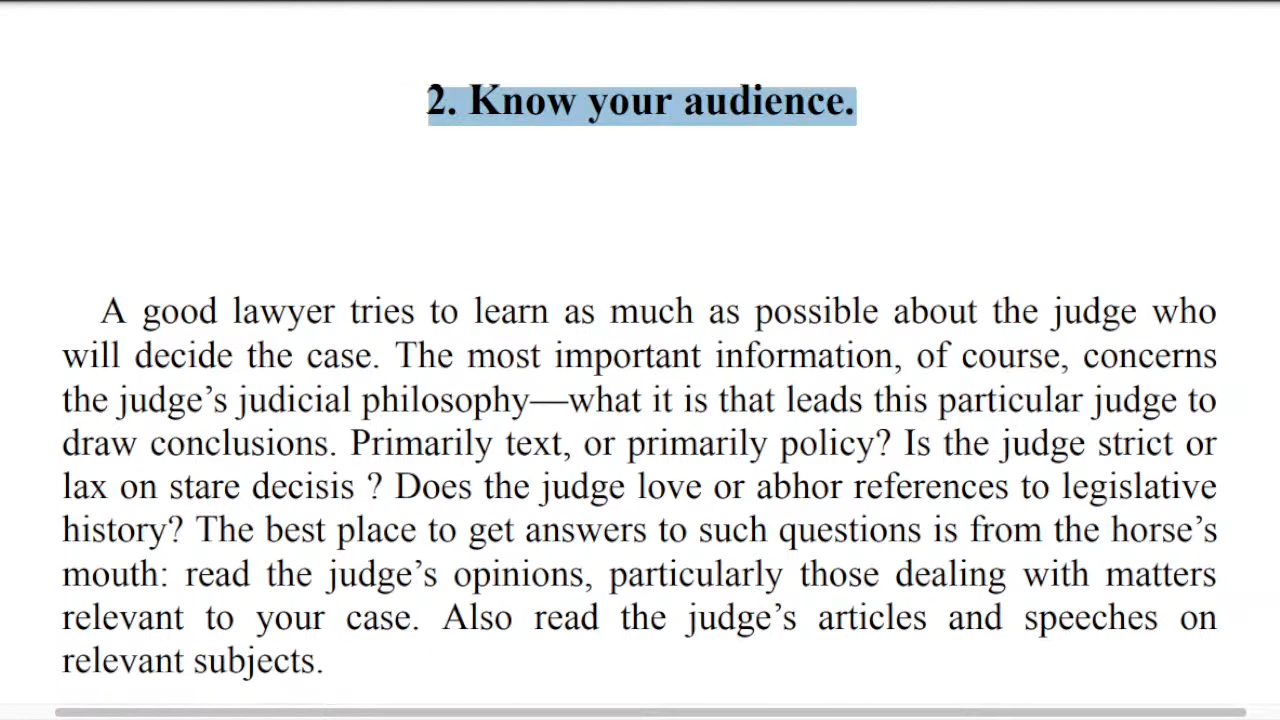 2. Know your audience.
A good lawyer tries to learn as much as possible about the judge who
will decide the case. The most important information, of course, concerns
the judge’s judicial philosophy—what it is that leads this particular judge to
draw conclusions. Primarily text, or primarily policy? Is the judge strict or
lax on stare decisis ? Does the judge love or abhor references to legislative
history? The best place to get answers to such questions is from the horse’s
mouth: read the judge’s opinions, particularly those dealing with matters
relevant to your case. Also read the judge’s articles and speeches on
relevant subjects.